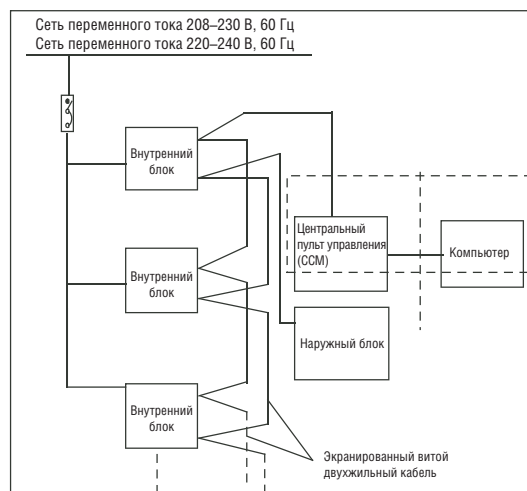 Сеть переменного тока 208–230 В, 60 Гц
Сеть переменного тока 220–240 В, 60 Гц
Внутренний
блок
Центральный
пульт управления
(CCM)
Компьютер
Внутренний
блок
Наружный блок
Внутренний
блок
Экранированный витой
двухжильный кабель